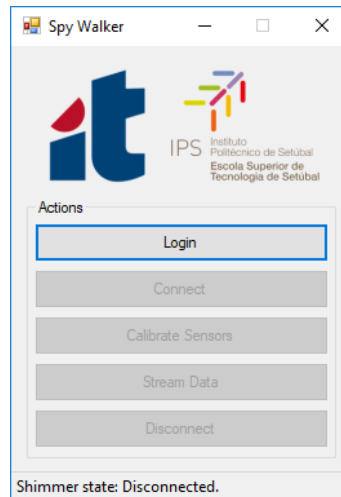 Spy Walker
it
IPS
Instituto
Politécnico de Setúbal
Escola Superior de
Tecnologia de Setúbal
Actions
Login
Connect
Calibrate Sensors
Stream Data
Disconnect
Shimmer state: Disconnected.